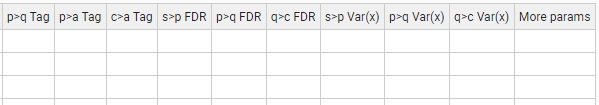 p>q Tag p>a Tag c>a Tag s>p FDR p>q FDR q>c FDR s>p Var(x) p>q Var(x) q>c Var(x) More params